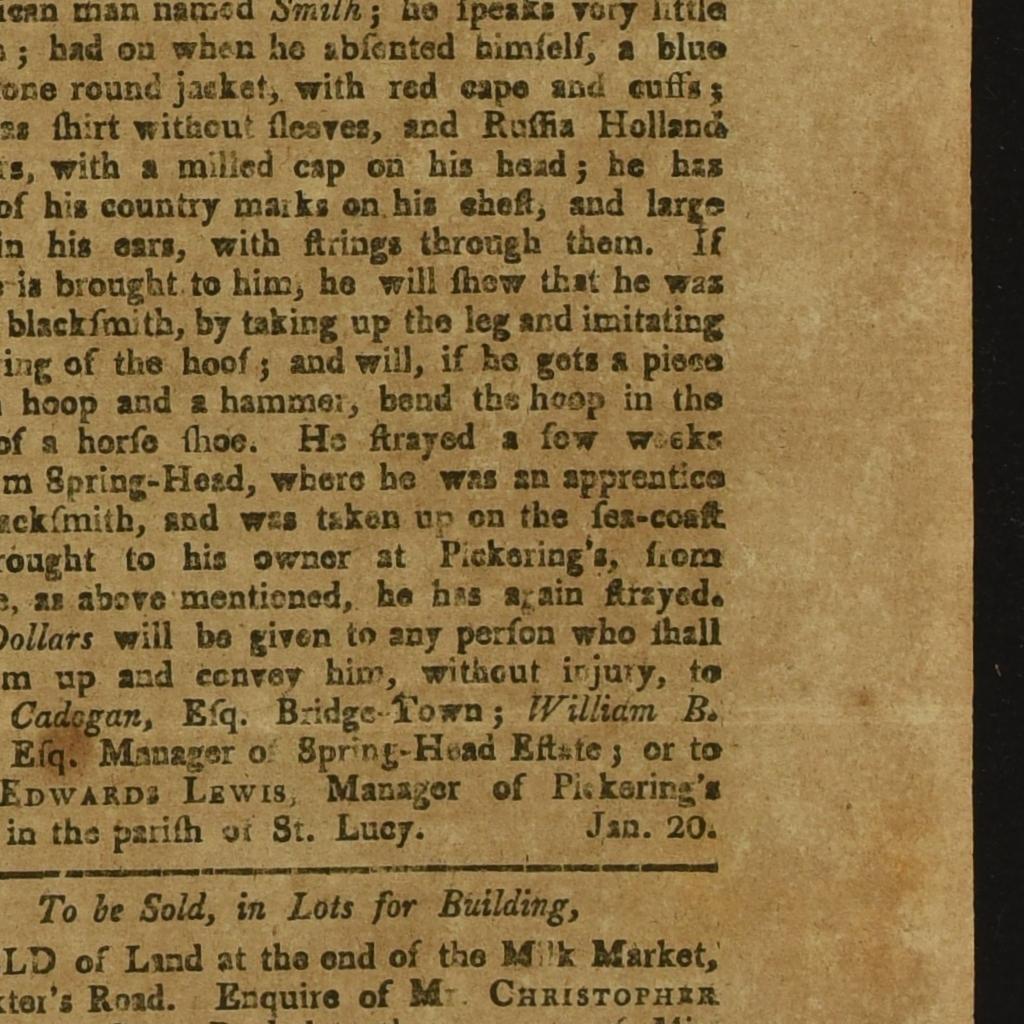 ican man named Smith; he ſpeaks very little
; had on when he abſented himſelf, a blue
one round jacket, with red cape and cuffs;
as ſhirt without ſleeves, and Ruſſia Holland
rs, with a milled cap on his head; he has
of his country marks on his cheſt, and large
in his ears, with ſtrings through them. If
is brought to him, he will ſhew that he was
blackſmith, by taking up the leg and imitating
ing of the hoof; and will, if he gets a piece
hoop and a hammer, bend the hoop in the
of a horſe ſhoe. He ſtrayed a few weeks
m Spring-Head, where he was an apprentice
ackſmith, and was taken up on the ſea-coaſt
rought to his owner at Pickering's, from
e, as above mentioned, he has again ſtrayed.
Dollars will be given to any perſon who ſhall
m up and convey him, without injury, to
Cadogan, Eſq. Bridge-Town; William B.
Eſq. Manager of Spring-Head Eſtate; or to
EDWARDS LEWIS, Manager of Pickering's
in the pariſh of St. Lucy. Jan. 20.
To be Sold, in Lots for Building,
LD of Land at the end of the Milk Market,
xter's Road. Enquire of Mr. CHRISTOPHER